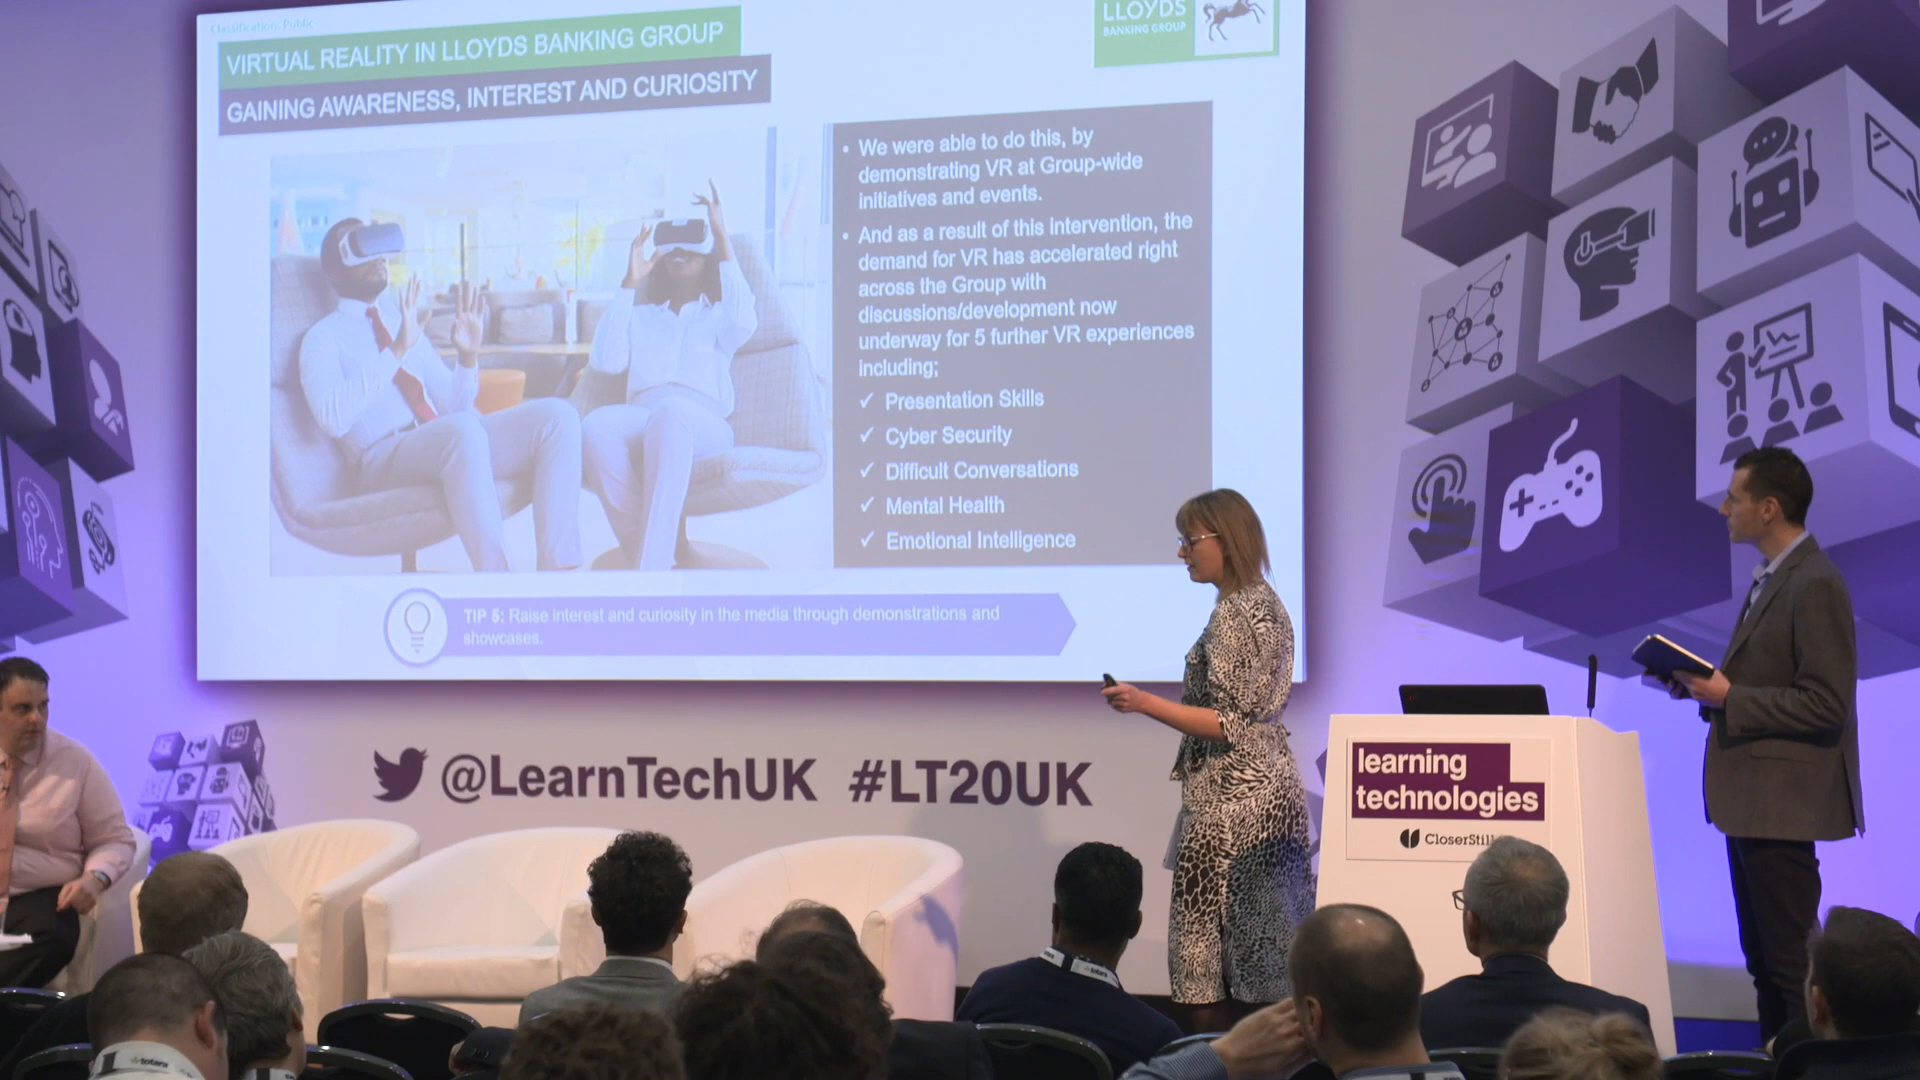 Classification: Public
VIRTUAL REALITY IN LLOYDS BANKING GROUP
GAINING AWARENESS, INTEREST AND CURIOSITY
LLOYDS
BANKING GROUP
• We were able to do this, by
demonstrating VR at Group-wide
initiatives and events.
• And as a result of this intervention, the
demand for VR has accelerated right
across the Group with
discussions/development now
underway for 5 further VR experiences
including;
✓ Presentation Skills
✓ Cyber Security
✓ Difficult Conversations
✓ Mental Health
✓ Emotional Intelligence
TIP 5: Raise interest and curiosity in the media through demonstrations and
showcases.
@LearnTechUK #LT20UK
learning
technologies
CloserStill
totara
totara